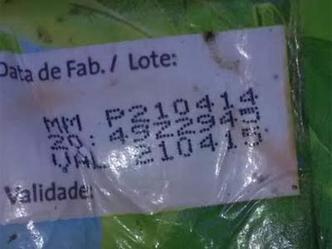 Data de Fab. / Lote:
MM P210414
20:4922945
VAL 210415
Validade: